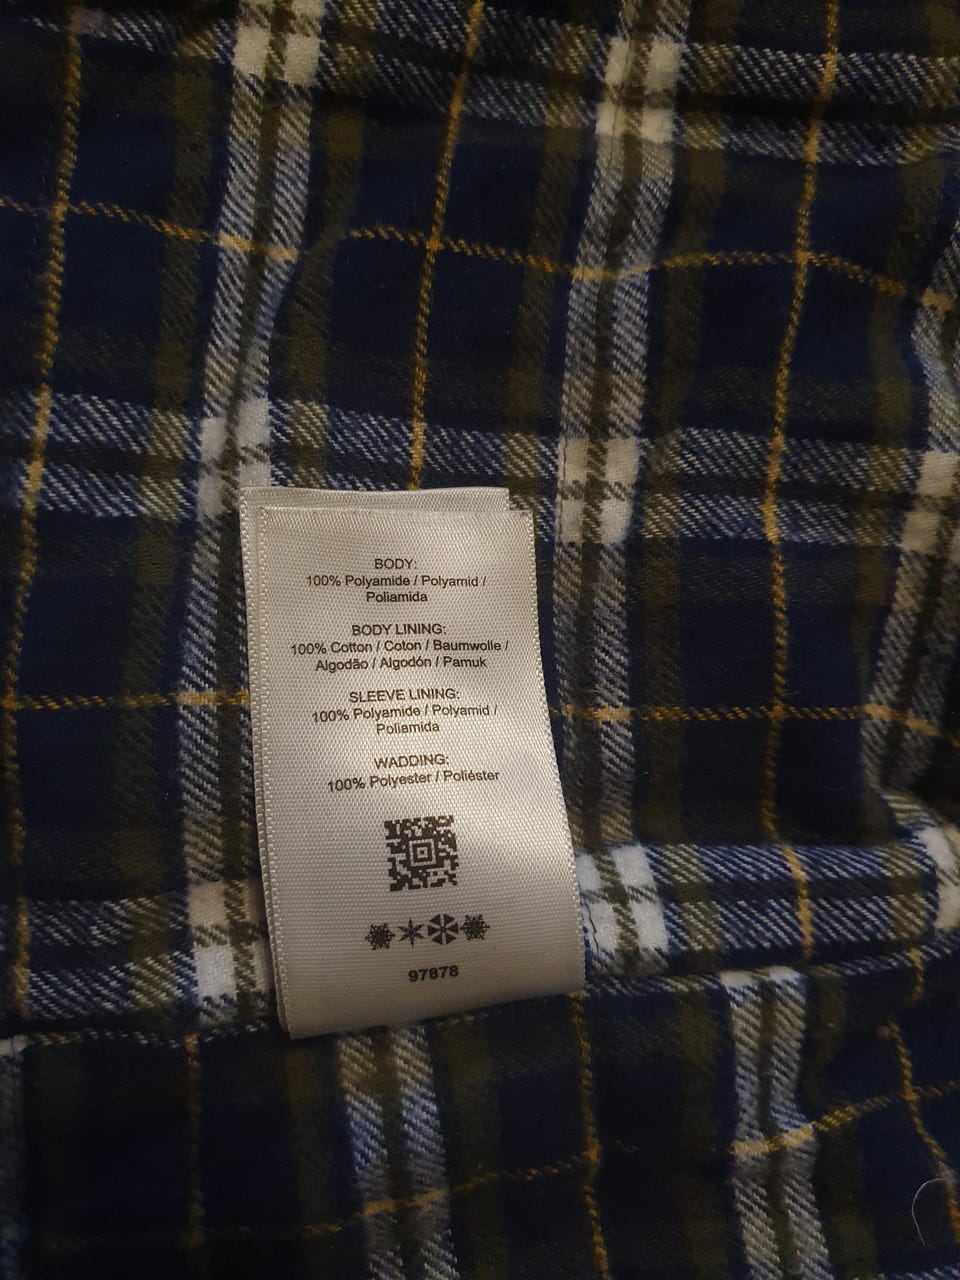 BODY:
100% Polyamide / Polyamid /
Poliamida
BODY LINING:
100% Cotton / Coton / Baumwolle /
Algodão / Algodón / Pamuk
SLEEVE LINING:
100% Polyamide / Polyamid /
Poliamida
WADDING:
100% Polyester / Poliéster
97878